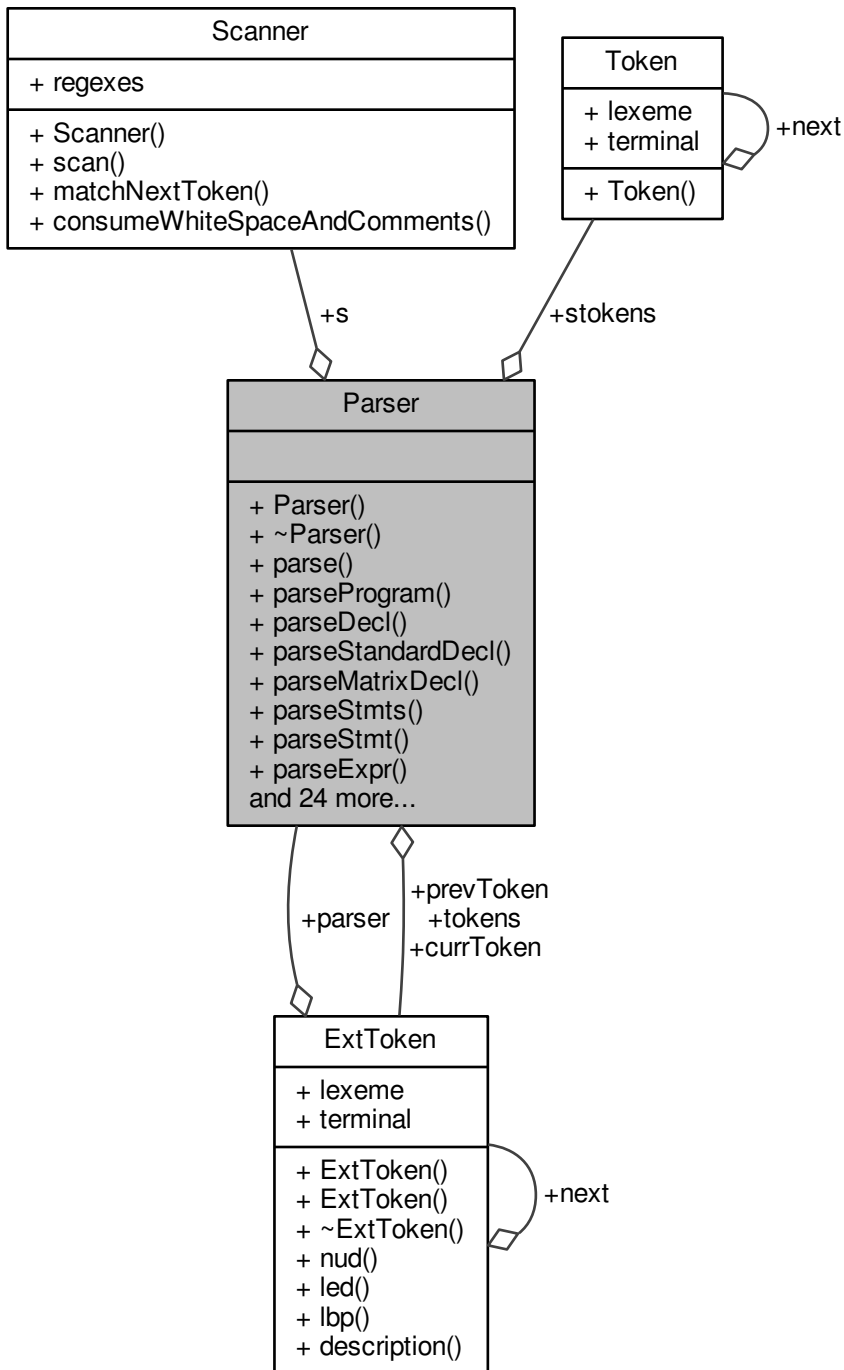 Scanner
+ regexes
+ Scanner()
+ scan()
+ matchNextToken()
+ consumeWhiteSpaceAndComments()
Token
+ lexeme
+ terminal
+ Token()
+next
+s
+stokens
Parser
+ Parser()
+ ~Parser()
+ parse()
+ parseProgram()
+ parseDecl()
+ parseStandardDecl()
+ parseMatrixDecl()
+ parseStmts()
+ parseStmt()
+ parseExpr()
and 24 more...
+parser
+prevToken
+tokens
+currToken
ExtToken
+ lexeme
+ terminal
+ ExtToken()
+ ExtToken()
+ ~ExtToken()
+ nud()
+ led()
+ lbp()
+ description()
+next